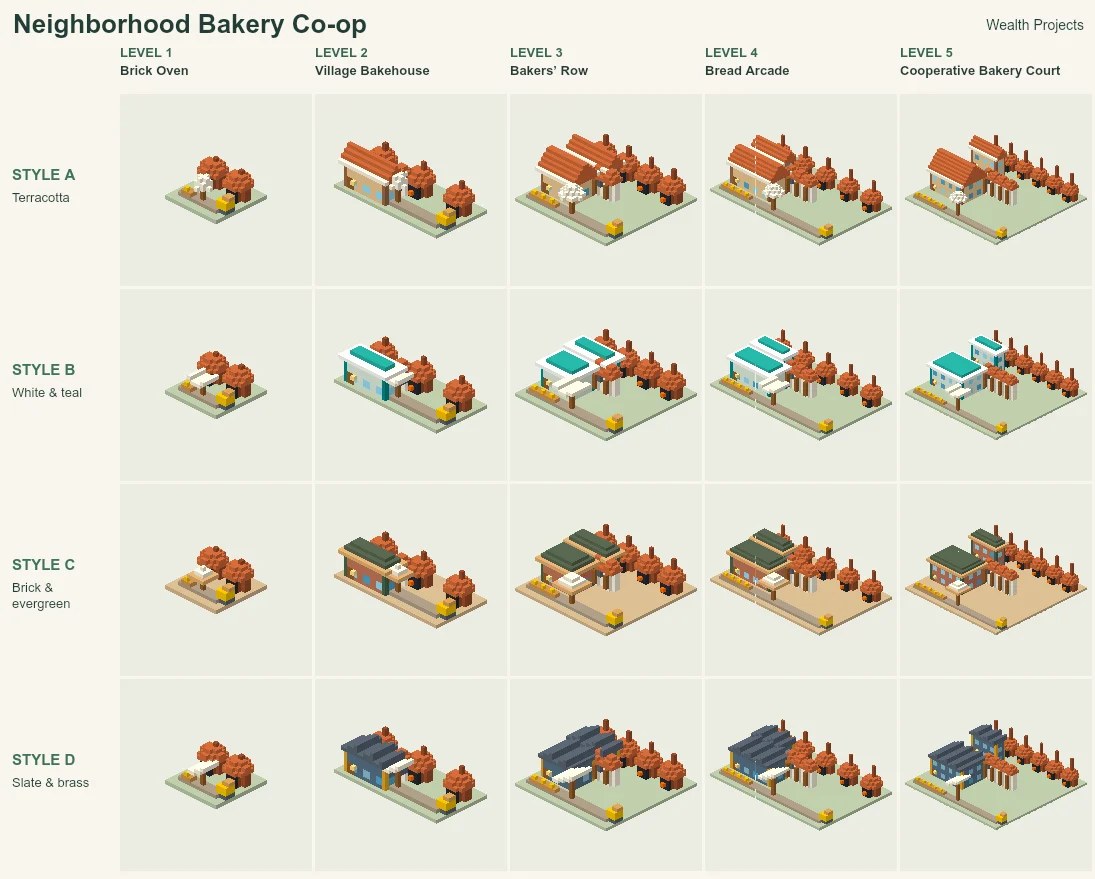 Neighborhood Bakery Co-op
Wealth Projects
LEVEL 1
Brick Oven
LEVEL 2
Village Bakehouse
LEVEL 3
Bakers’ Row
LEVEL 4
Bread Arcade
LEVEL 5
Cooperative Bakery Court
STYLE A
Terracotta
STYLE B
White & teal
STYLE C
Brick &
evergreen
STYLE D
Slate & brass